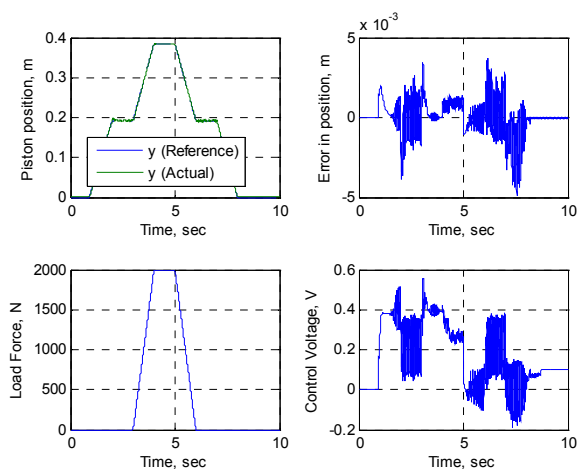 Piston position, m
0.4
0.3
0.2
0.1
0
y (Reference)
y (Actual)
0 5 10
Time, sec
x 10-3
Error in position, m
5
0
-5
0 5 10
Time, sec
Load Force, N
2000
1500
1000
500
0
0 5 10
Time, sec
Control Voltage, V
0.6
0.4
0.2
0
-0.2
0 5 10
Time, sec